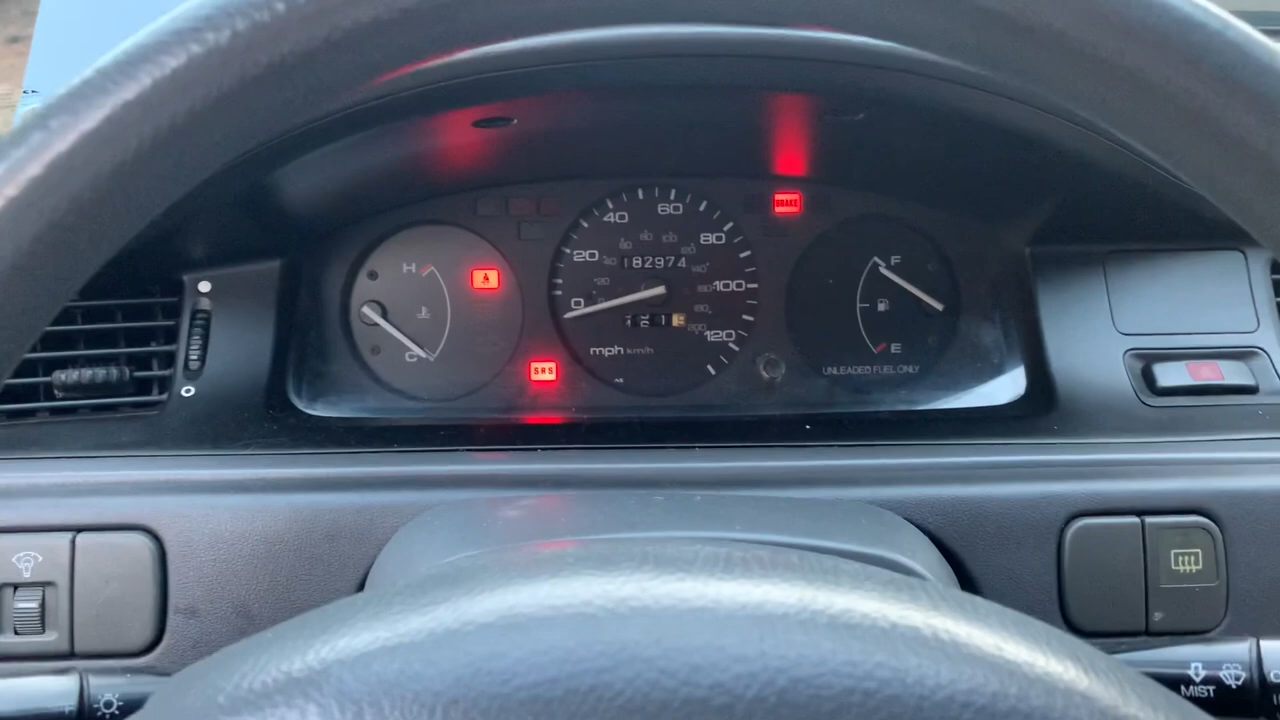 BRAKE
40 60
20 80
182974
0 100
120
mph km/h
H
C
SRS
F
E
UNLEADED FUEL ONLY
MIST